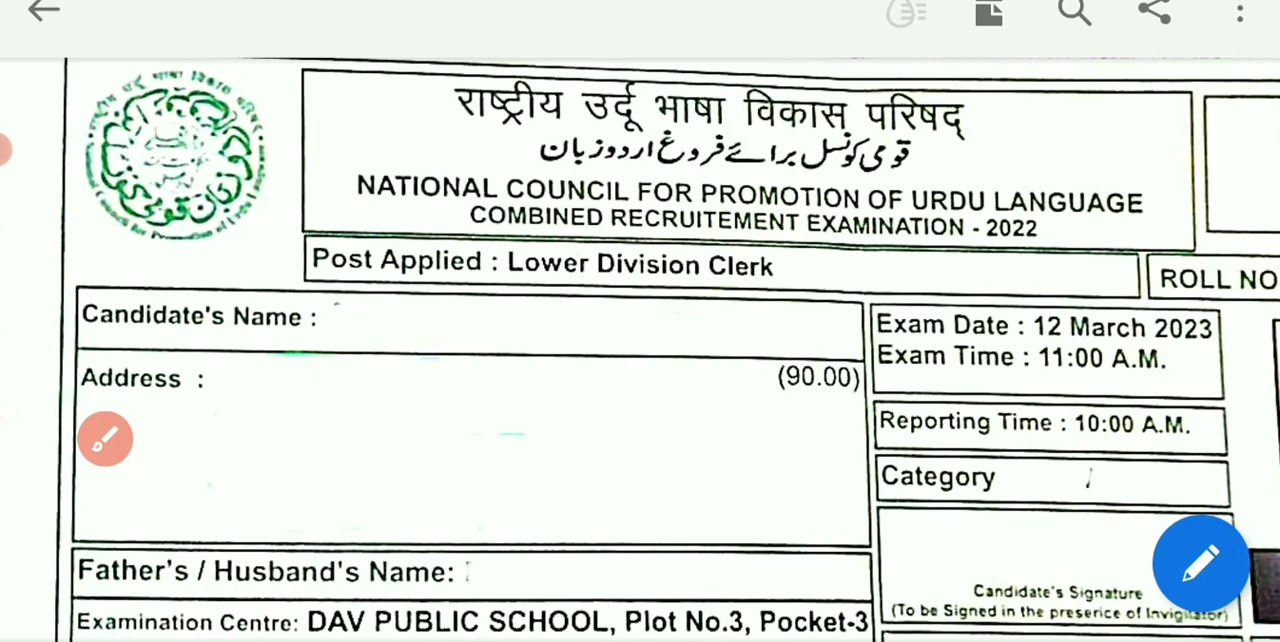 राष्ट्रीय उर्दू भाषा विकास परिषद्
قومی کونسل برائے فروغ اردو زبان
NATIONAL COUNCIL FOR PROMOTION OF URDU LANGUAGE
COMBINED RECRUITEMENT EXAMINATION - 2022
Post Applied : Lower Division Clerk
ROLL NO
Candidate's Name :
Exam Date : 12 March 2023
Exam Time : 11:00 A.M.
Address :
(90.00)
Reporting Time : 10:00 A.M.
Category
Father's / Husband's Name:
Candidate's Signature
(To be Signed in the preserice of Invigilator)
Examination Centre: DAV PUBLIC SCHOOL, Plot No.3, Pocket-3